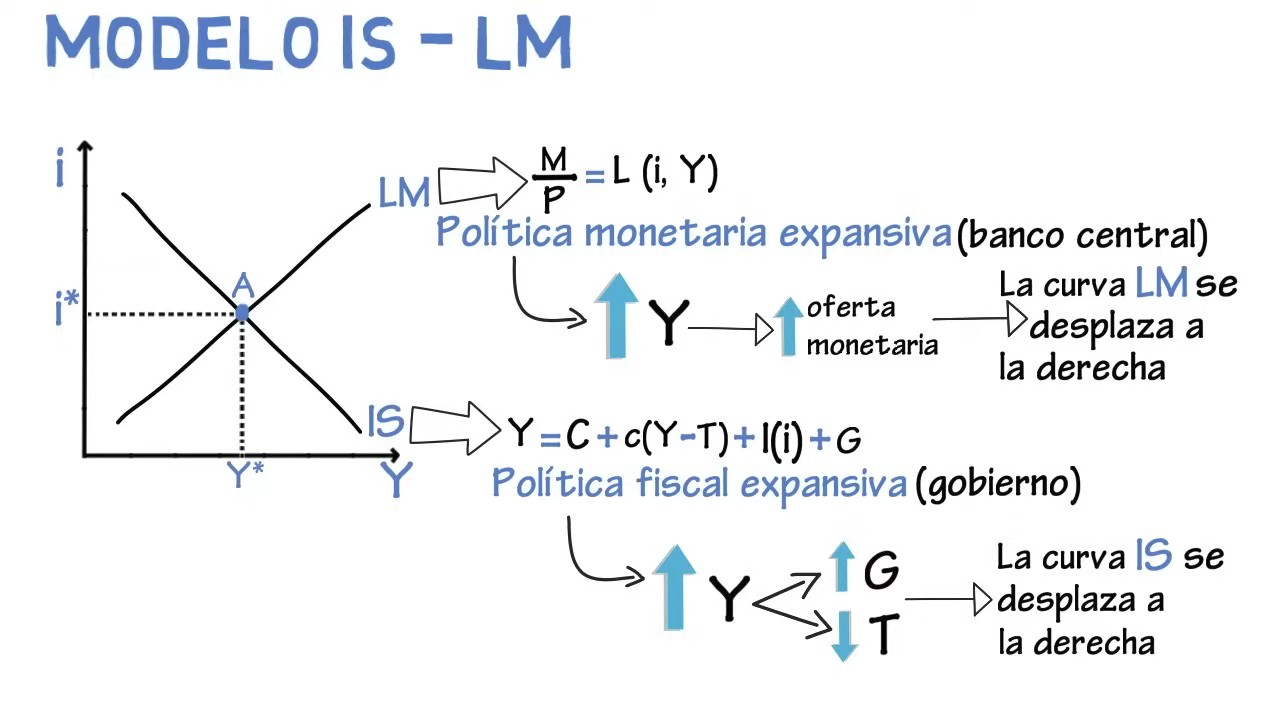 MODELO IS - LM
i
LM
M/P = L (i, Y)
Política monetaria expansiva (banco central)
A
i*
Y
oferta
monetaria
La curva LM se
desplaza a
la derecha
IS
Y = C + c(Y-T) + I(i) + G
Y*
Y
Política fiscal expansiva (gobierno)
Y
G
T
La curva IS se
desplaza a
la derecha